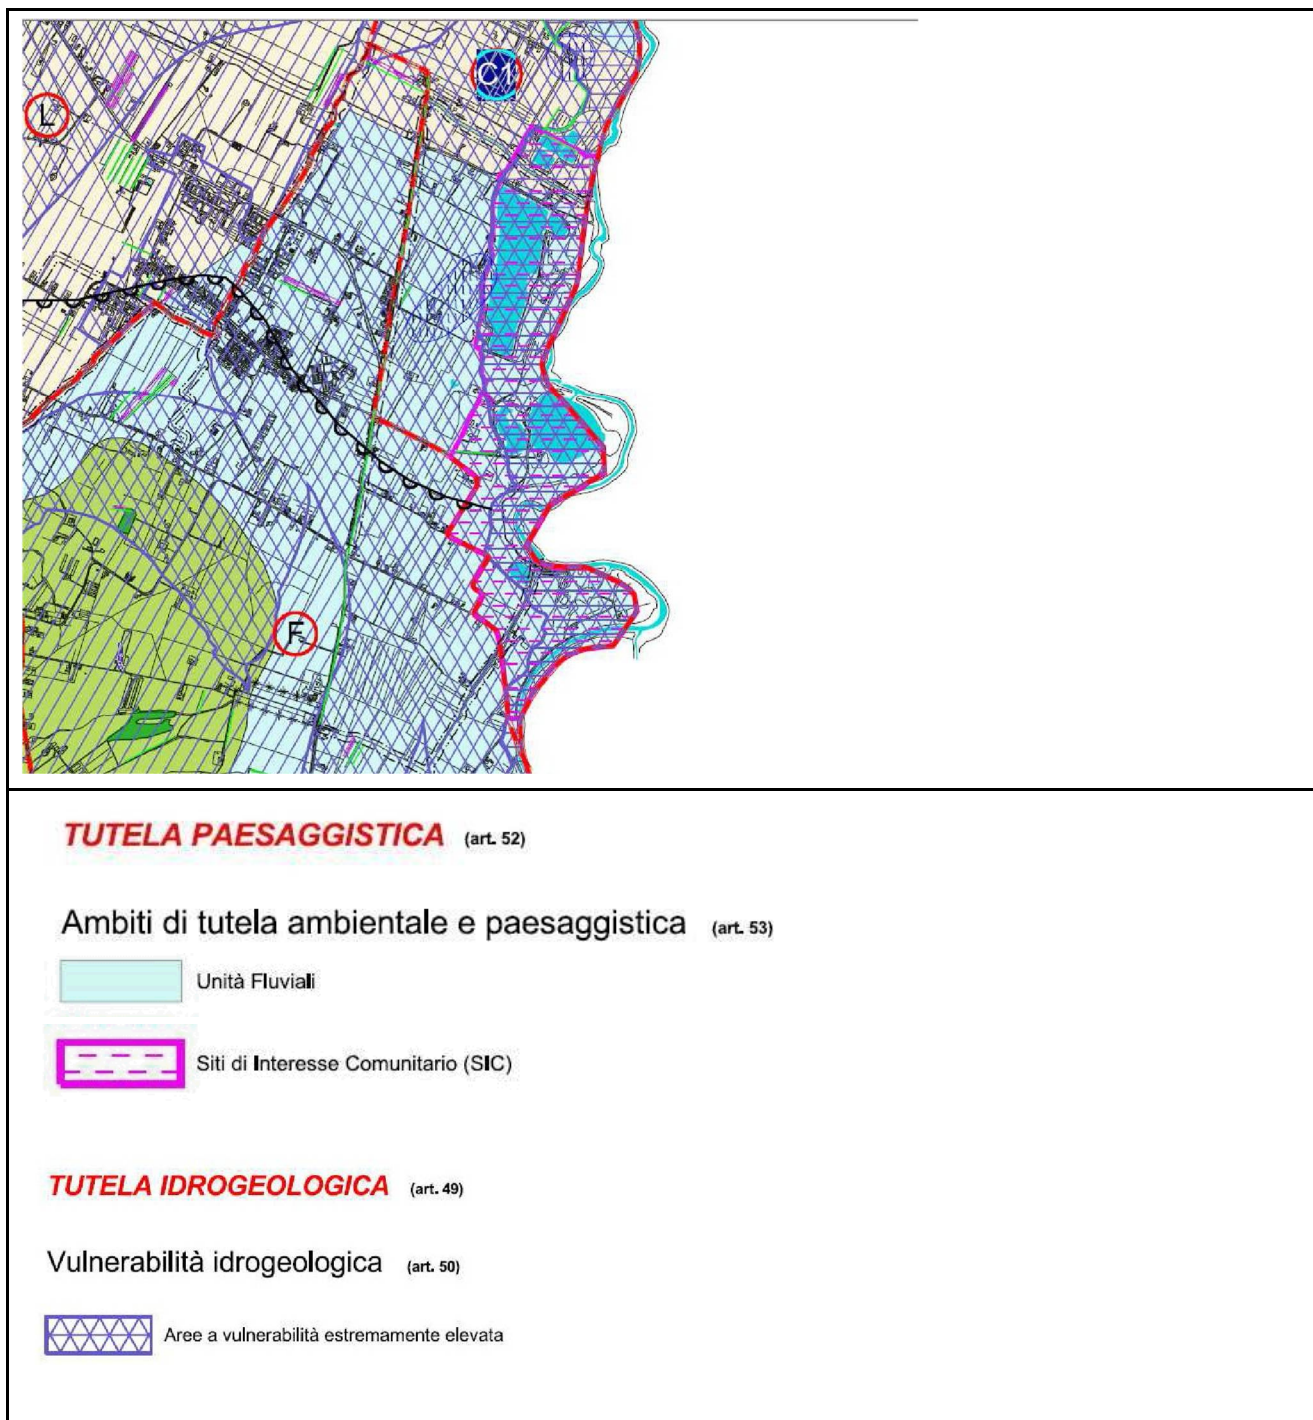 L
C1
F
TUTELA PAESAGGISTICA (art. 52)
Ambiti di tutela ambientale e paesaggistica (art. 53)
Unità Fluviali
Siti di Interesse Comunitario (SIC)
TUTELA IDROGEOLOGICA (art. 49)
Vulnerabilità idrogeologica (art. 50)
Aree a vulnerabilità estremamente elevata